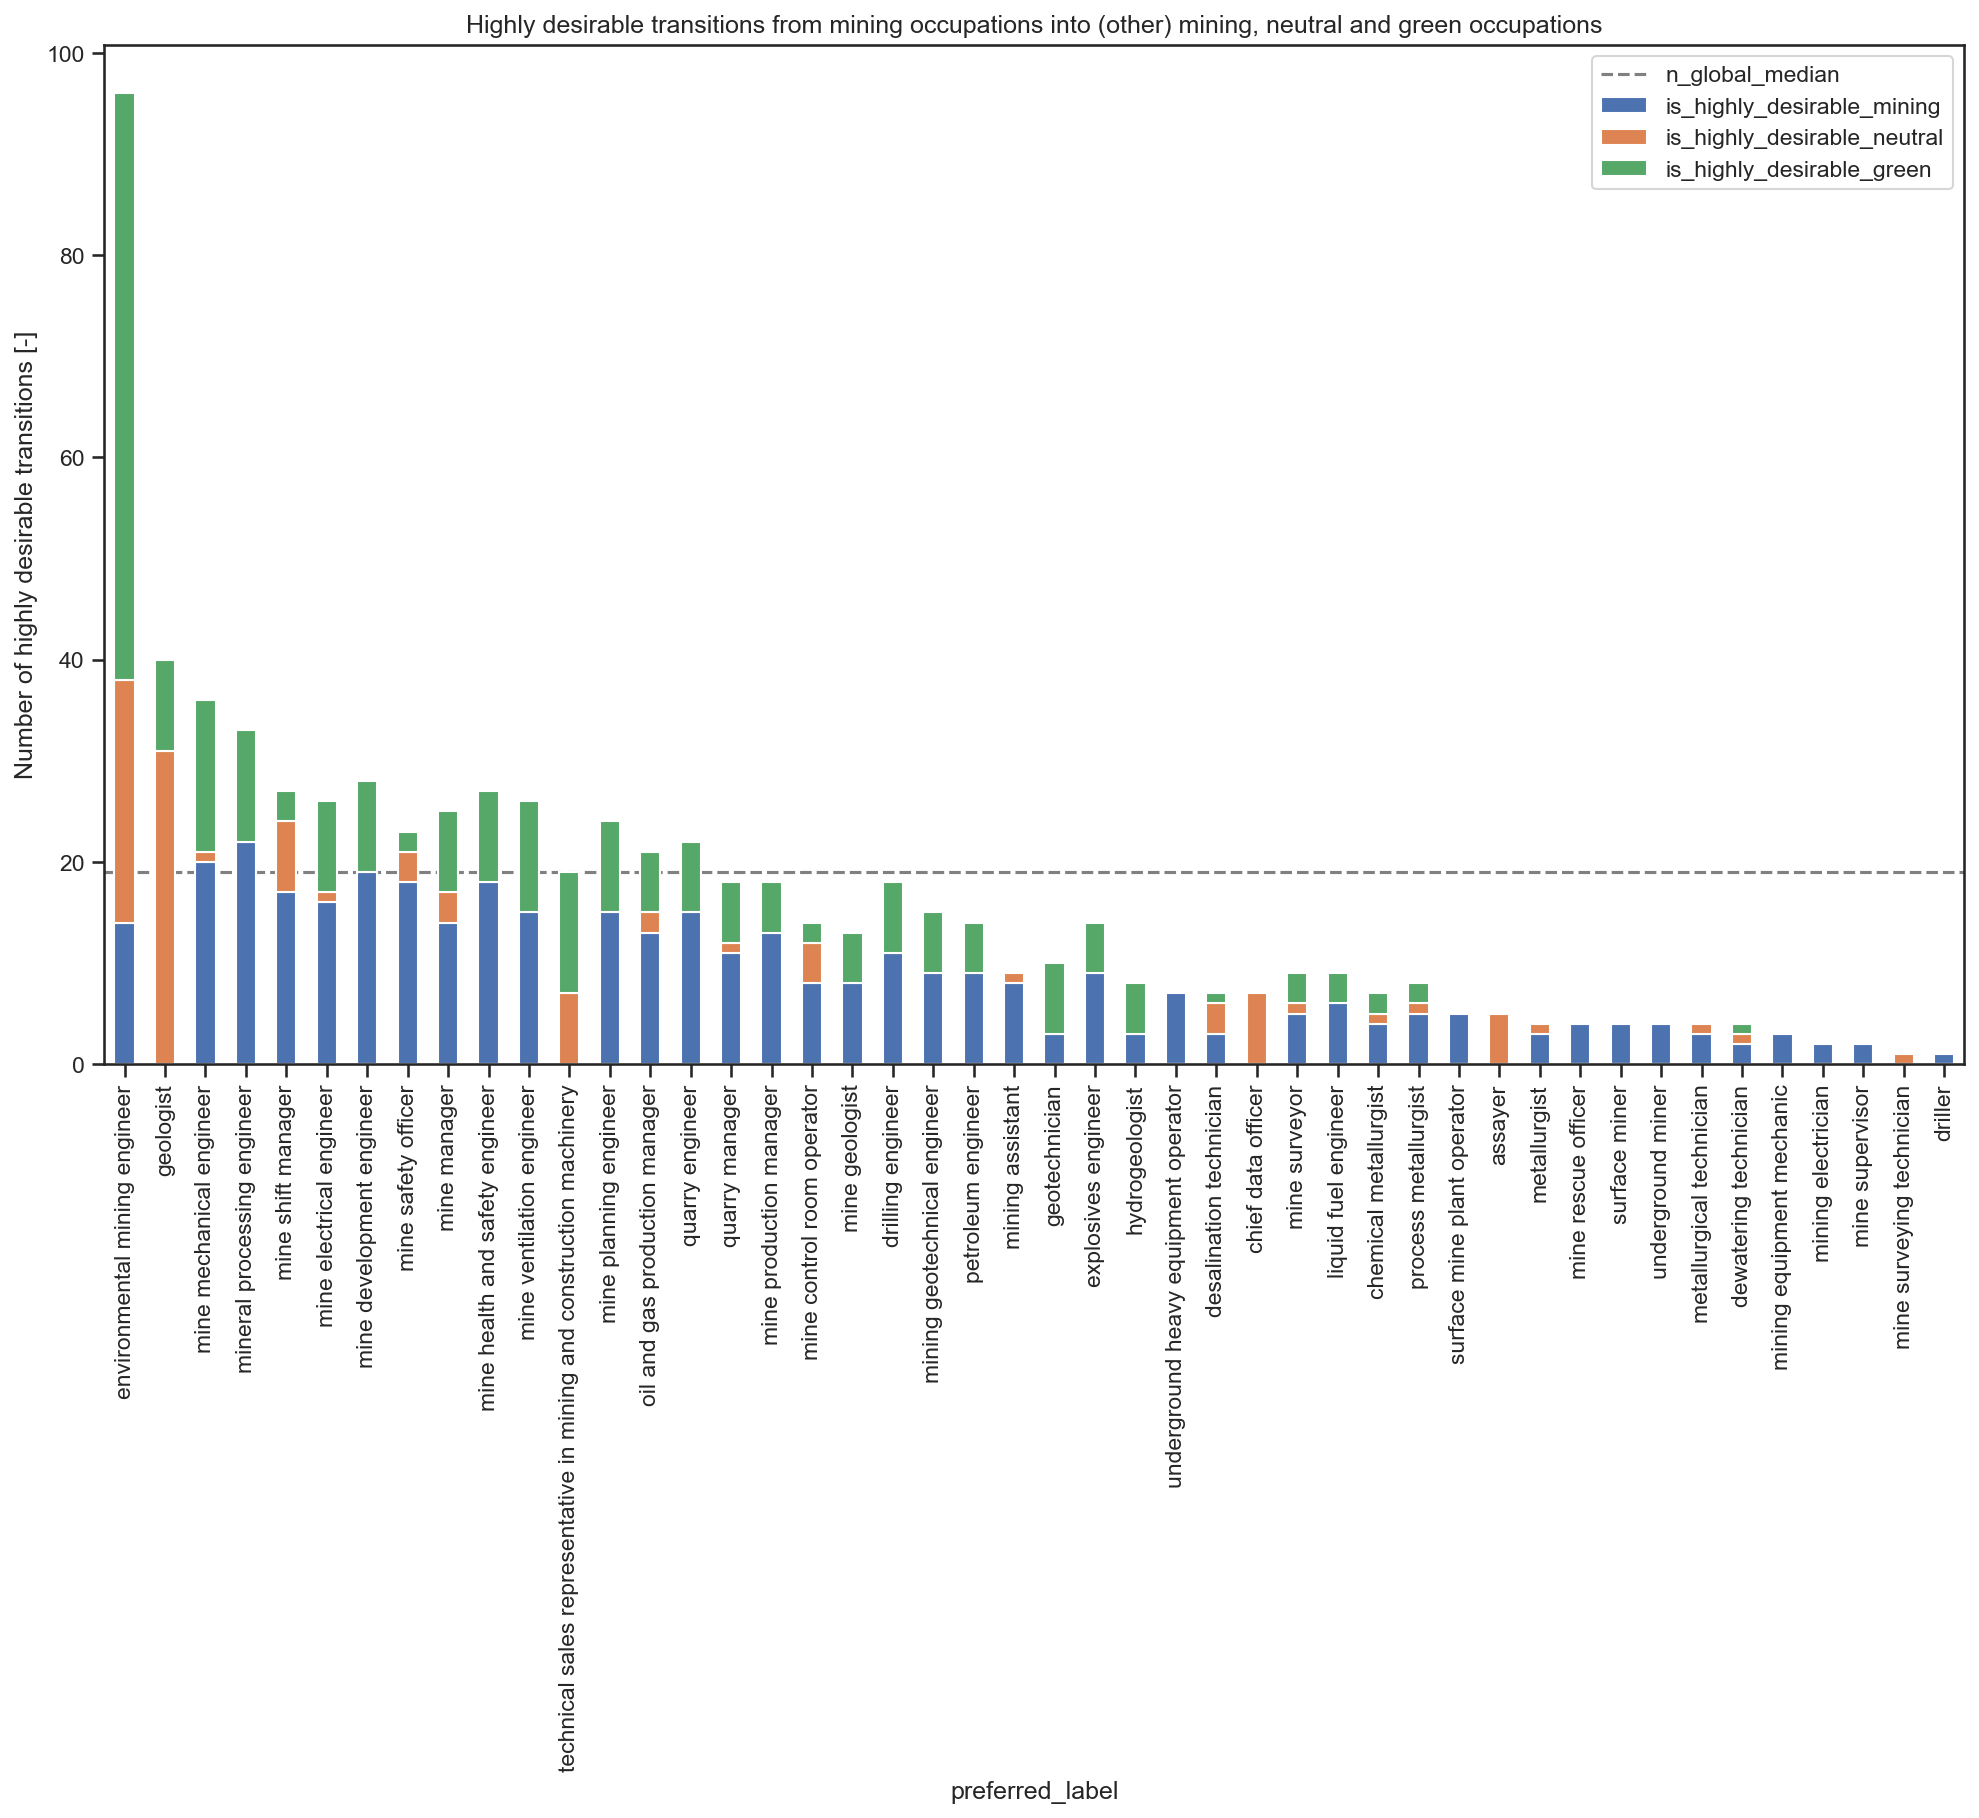 Highly desirable transitions from mining occupations into (other) mining, neutral and green occupations
n_global_median
is_highly_desirable_mining
is_highly_desirable_neutral
is_highly_desirable_green
Number of highly desirable transitions [-]
100
80
60
40
20
0
environmental mining engineer
geologist
mine mechanical engineer
mineral processing engineer
mine shift manager
mine electrical engineer
mine development engineer
mine safety officer
mine manager
mine health and safety engineer
mine ventilation engineer
technical sales representative in mining and construction machinery
mine planning engineer
oil and gas production manager
quarry engineer
quarry manager
mine production manager
mine control room operator
mine geologist
drilling engineer
mining geotechnical engineer
petroleum engineer
mining assistant
geotechnician
explosives engineer
hydrogeologist
underground heavy equipment operator
desalination technician
chief data officer
mine surveyor
liquid fuel engineer
chemical metallurgist
process metallurgist
surface mine plant operator
assayer
metallurgist
mine rescue officer
surface miner
underground miner
metallurgical technician
dewatering technician
mining equipment mechanic
mining electrician
mine supervisor
mine surveying technician
driller
preferred_label